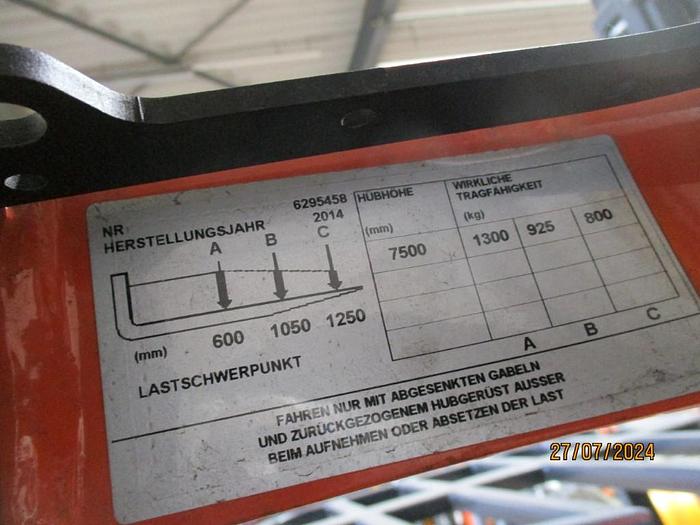 NR 6295458
HERSTELLUNGSJAHR 2014
A B C
(mm) 600 1050 1250
LASTSCHWERPUNKT
HUBHÖHE
(mm)
7500
WIRKLICHE
TRAGFÄHIGKEIT
(kg)
1300 925 800
A B C
FAHREN NUR MIT ABGESENKTEN GABELN
UND ZURÜCKGEZOGENEM HUBGERÜST AUSSER
BEIM AUFNEHMEN ODER ABSETZEN DER LAST
27/07/2024